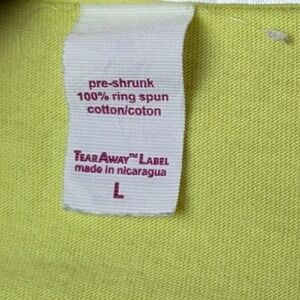 pre-shrunk
100% ring spun
cotton/coton
TEARAWAY™ LABEL
made in nicaragua
L